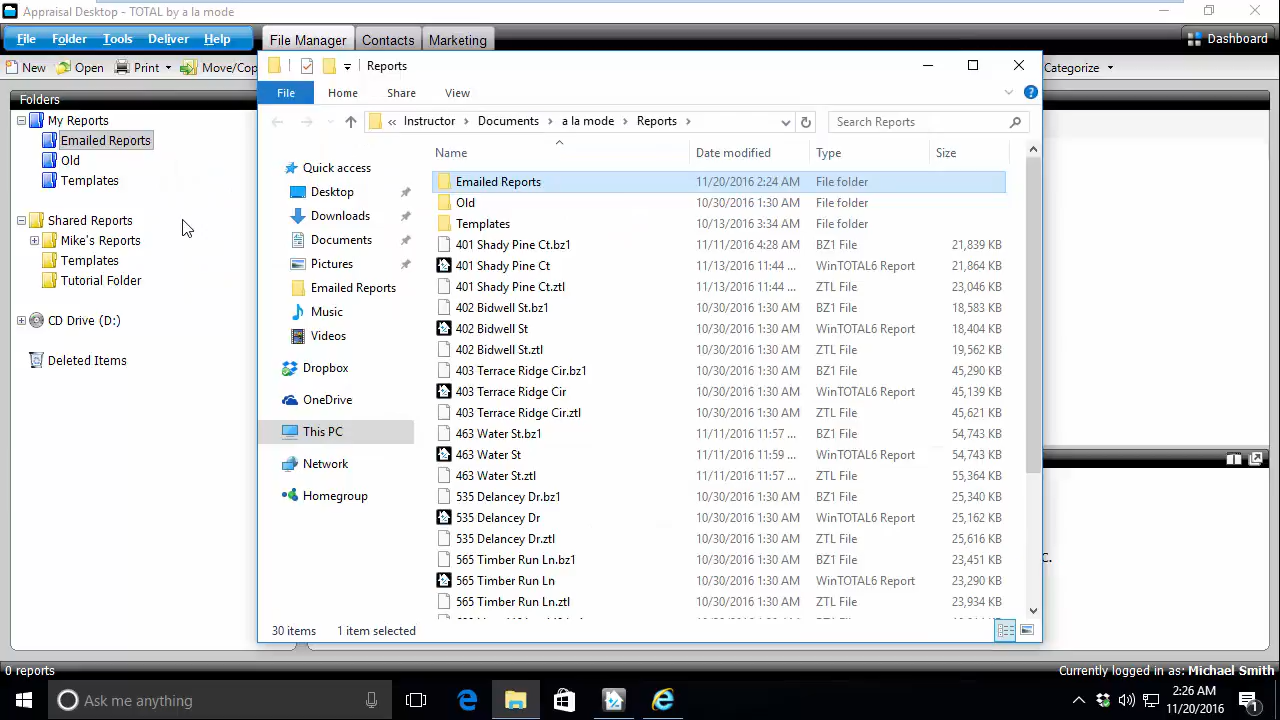 Appraisal Desktop - TOTAL by a la mode
File Folder Tools Deliver Help File Manager Contacts Marketing Dashboard
New Open Print Move/Cop Categorize
Folders
My Reports
Emailed Reports
Old
Templates
Shared Reports
Mike's Reports
Templates
Tutorial Folder
CD Drive (D:)
Deleted Items
Reports
File Home Share View
« Instructor > Documents > a la mode > Reports > Search Reports
Quick access
Desktop
Downloads
Documents
Pictures
Emailed Reports
Music
Videos
Dropbox
OneDrive
This PC
Network
Homegroup
Name Date modified Type Size
Emailed Reports 11/20/2016 2:24 AM File folder
Old 10/30/2016 1:30 AM File folder
Templates 10/13/2016 3:34 AM File folder
401 Shady Pine Ct.bz1 11/11/2016 4:28 AM BZ1 File 21,839 KB
401 Shady Pine Ct 11/13/2016 11:44 ... WinTOTAL6 Report 21,864 KB
401 Shady Pine Ct.ztl 11/13/2016 11:44 ... ZTL File 23,046 KB
402 Bidwell St.bz1 10/30/2016 1:30 AM BZ1 File 18,583 KB
402 Bidwell St 10/30/2016 1:30 AM WinTOTAL6 Report 18,404 KB
402 Bidwell St.ztl 10/30/2016 1:30 AM ZTL File 19,562 KB
403 Terrace Ridge Cir.bz1 10/30/2016 1:30 AM BZ1 File 45,290 KB
403 Terrace Ridge Cir 10/30/2016 1:30 AM WinTOTAL6 Report 45,139 KB
403 Terrace Ridge Cir.ztl 10/30/2016 1:30 AM ZTL File 45,621 KB
463 Water St.bz1 11/11/2016 11:57 ... BZ1 File 54,743 KB
463 Water St 11/11/2016 11:59 ... WinTOTAL6 Report 54,743 KB
463 Water St.ztl 11/11/2016 11:57 ... ZTL File 55,364 KB
535 Delancey Dr.bz1 10/30/2016 1:30 AM BZ1 File 25,340 KB
535 Delancey Dr 10/30/2016 1:30 AM WinTOTAL6 Report 25,162 KB
535 Delancey Dr.ztl 10/30/2016 1:30 AM ZTL File 25,616 KB
565 Timber Run Ln.bz1 10/30/2016 1:30 AM BZ1 File 23,451 KB
565 Timber Run Ln 10/30/2016 1:30 AM WinTOTAL6 Report 23,290 KB
565 Timber Run Ln.ztl 10/30/2016 1:30 AM ZTL File 23,934 KB
30 items 1 item selected
C.
0 reports Currently logged in as: Michael Smith
Ask me anything 2:26 AM
11/20/2016 1